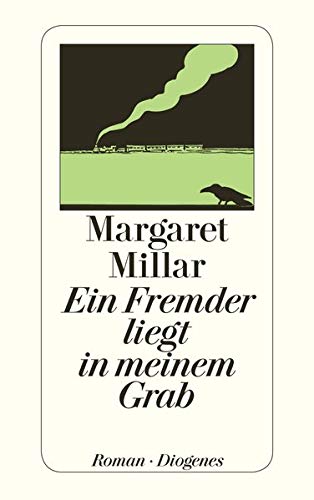 Margaret
Millar
Ein Fremder
liegt
in meinem
Grab
Roman · Diogenes